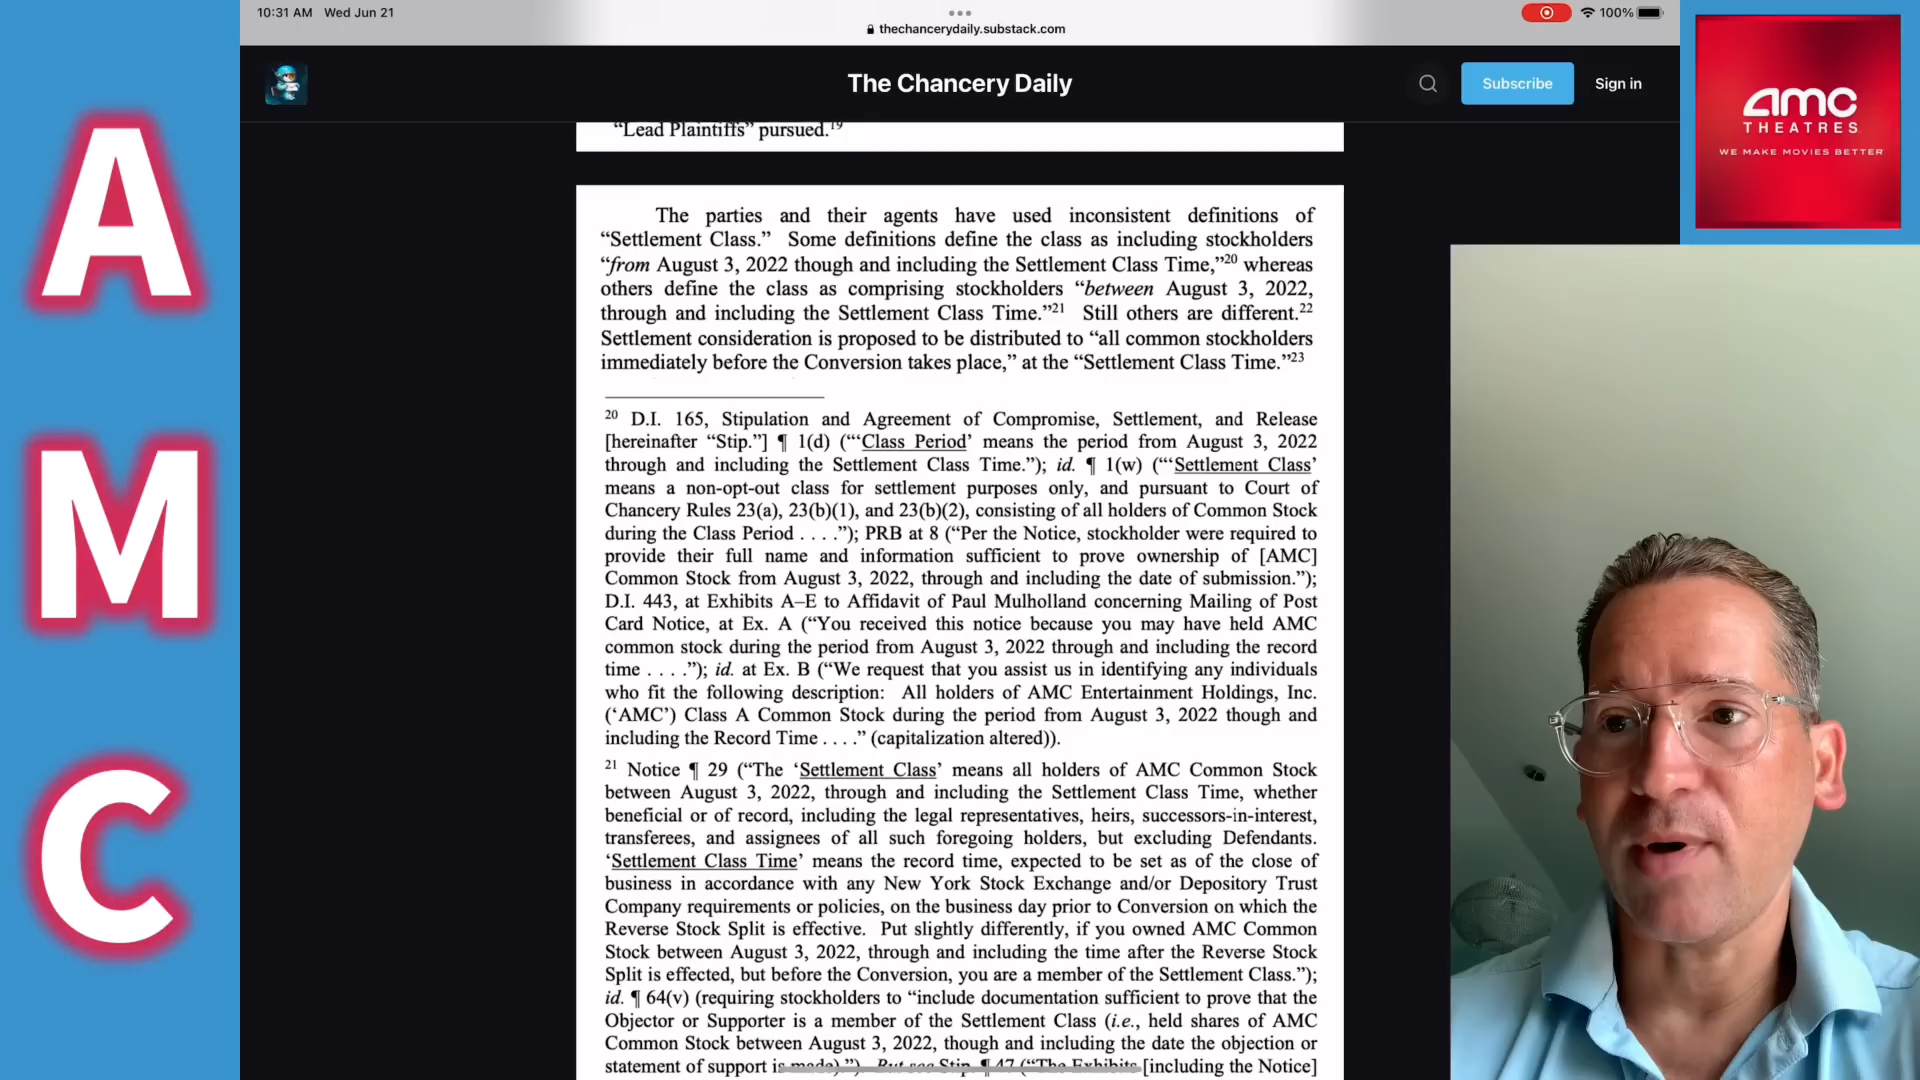 10:31 AM Wed Jun 21
100%
thechancerydaily.substack.com
The Chancery Daily
Subscribe
Sign in
amc
THEATRES
WE MAKE MOVIES BETTER
A
M
C
“Lead Plaintiffs” pursued.19
The parties and their agents have used inconsistent definitions of
“Settlement Class.” Some definitions define the class as including stockholders
“from August 3, 2022 though and including the Settlement Class Time,”20 whereas
others define the class as comprising stockholders “between August 3, 2022,
through and including the Settlement Class Time.”21 Still others are different.22
Settlement consideration is proposed to be distributed to “all common stockholders
immediately before the Conversion takes place,” at the “Settlement Class Time.”23
20 D.I. 165, Stipulation and Agreement of Compromise, Settlement, and Release
[hereinafter “Stip.”] ¶ 1(d) (“‘Class Period’ means the period from August 3, 2022
through and including the Settlement Class Time.”); id. ¶ 1(w) (“‘Settlement Class’
means a non-opt-out class for settlement purposes only, and pursuant to Court of
Chancery Rules 23(a), 23(b)(1), and 23(b)(2), consisting of all holders of Common Stock
during the Class Period . . . .”); PRB at 8 (“Per the Notice, stockholder were required to
provide their full name and information sufficient to prove ownership of [AMC]
Common Stock from August 3, 2022, through and including the date of submission.”);
D.I. 443, at Exhibits A–E to Affidavit of Paul Mulholland concerning Mailing of Post
Card Notice, at Ex. A (“You received this notice because you may have held AMC
common stock during the period from August 3, 2022 through and including the record
time . . . .”); id. at Ex. B (“We request that you assist us in identifying any individuals
who fit the following description: All holders of AMC Entertainment Holdings, Inc.
(‘AMC’) Class A Common Stock during the period from August 3, 2022 though and
including the Record Time . . . .” (capitalization altered)).
21 Notice ¶ 29 (“The ‘Settlement Class’ means all holders of AMC Common Stock
between August 3, 2022, through and including the Settlement Class Time, whether
beneficial or of record, including the legal representatives, heirs, successors-in-interest,
transferees, and assignees of all such foregoing holders, but excluding Defendants.
‘Settlement Class Time’ means the record time, expected to be set as of the close of
business in accordance with any New York Stock Exchange and/or Depository Trust
Company requirements or policies, on the business day prior to Conversion on which the
Reverse Stock Split is effective. Put slightly differently, if you owned AMC Common
Stock between August 3, 2022, through and including the time after the Reverse Stock
Split is effected, but before the Conversion, you are a member of the Settlement Class.”);
id. ¶ 64(v) (requiring stockholders to “include documentation sufficient to prove that the
Objector or Supporter is a member of the Settlement Class (i.e., held shares of AMC
Common Stock between August 3, 2022, though and including the date the objection or
statement of support is made).”). But see Stip. ¶ 47 (“The Exhibits [including the Notice]